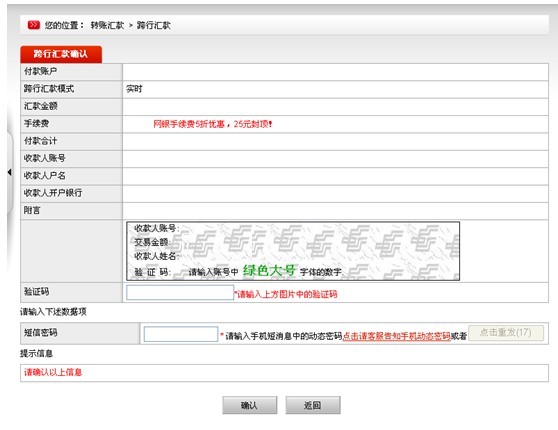 您的位置： 转账汇款 > 跨行汇款
跨行汇款确认
付款账户
跨行汇款模式 实时
汇款金额
手续费 网银手续费5折优惠，25元封顶！
付款合计
收款人账号
收款人户名
收款人开户银行
附言
收款人账号:
交易金额:
收款人姓名:
验 证 码: 请输入账号中 绿色大号 字体的数字
验证码 *请输入上方图片中的验证码
请输入下述数据项
短信密码 * 请输入手机短消息中的动态密码点击请客服告知手机动态密码或者 点击重发(17)
提示信息
请确认以上信息
确认 返回